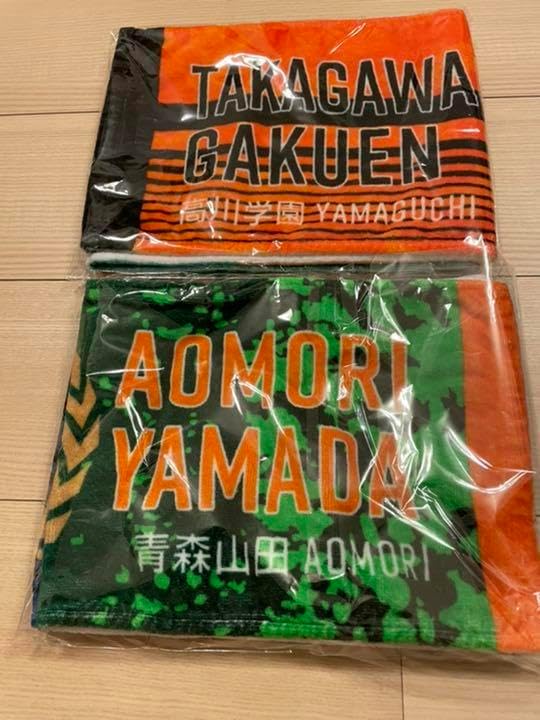 TAKAGAWA
GAKUEN
高川学園 YAMAGUCHI
AOMORI
YAMADA
青森山田 AOMORI